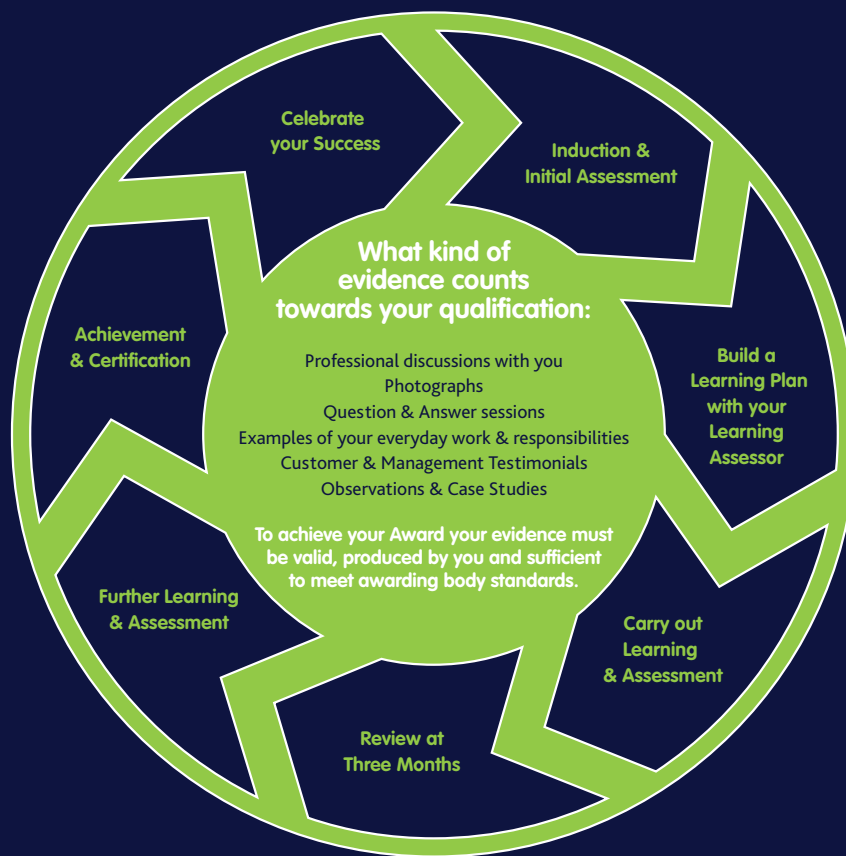 Celebrate
your Success
Induction &
Initial Assessment
What kind of
evidence counts
towards your qualification:
Professional discussions with you
Photographs
Question & Answer sessions
Examples of your everyday work & responsibilities
Customer & Management Testimonials
Observations & Case Studies
To achieve your Award your evidence must
be valid, produced by you and sufficient
to meet awarding body standards.
Build a
Learning Plan
with your
Learning
Assessor
Carry out
Learning
& Assessment
Review at
Three Months
Further Learning
& Assessment
Achievement
& Certification